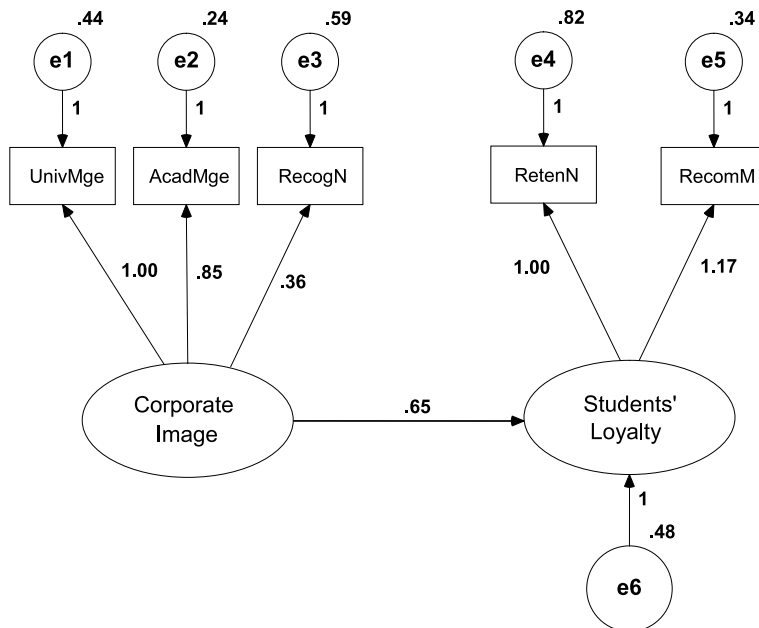 .44 .24 .59 .82 .34
e1 e2 e3 e4 e5
1 1 1 1 1
UnivMge AcadMge RecogN RetenN RecomM
1.00 .85 .36 1.00 1.17
Corporate
Image
.65
Students'
Loyalty
1
.48
e6